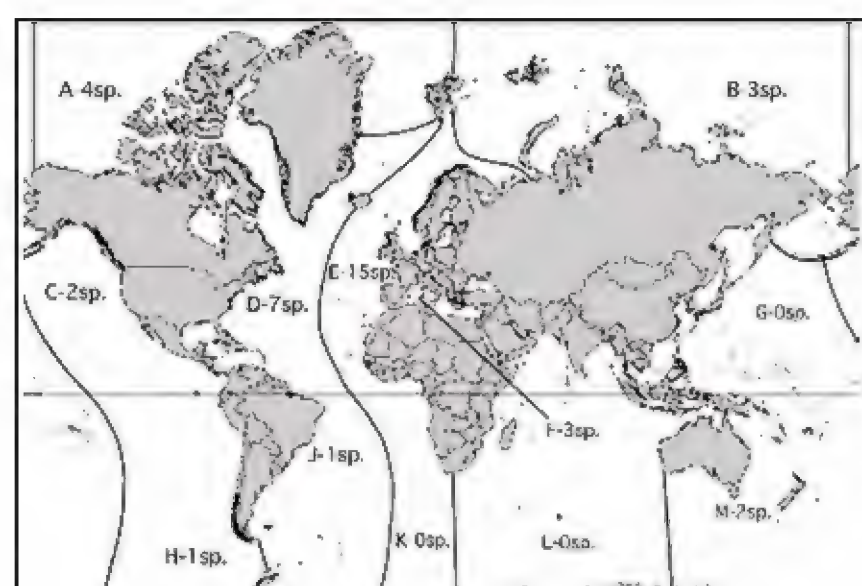 A-4sp.
B-3sp.
C-2sp.
D-7sp.
E-15sp.
G-0sp.
F-3sp.
J-1sp.
M-2sp.
K-0sp.
L-0sp.
H-1sp.